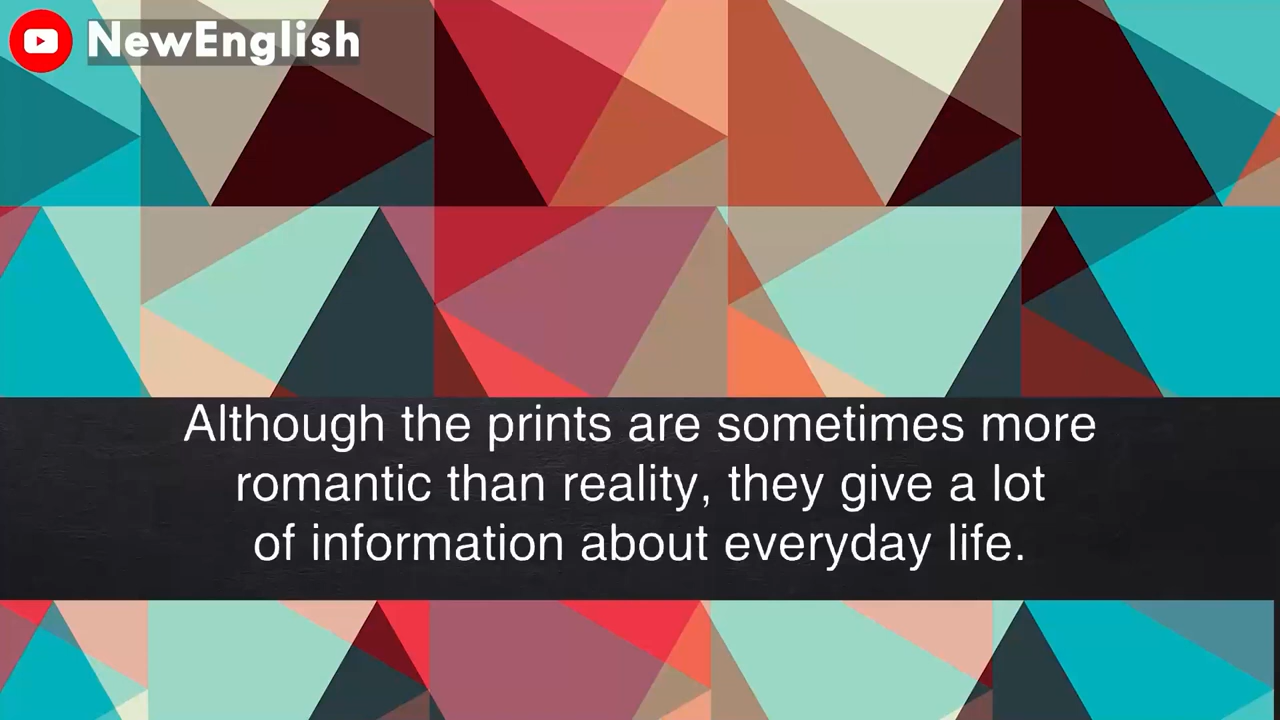 NewEnglish
Although the prints are sometimes more
romantic than reality, they give a lot
of information about everyday life.